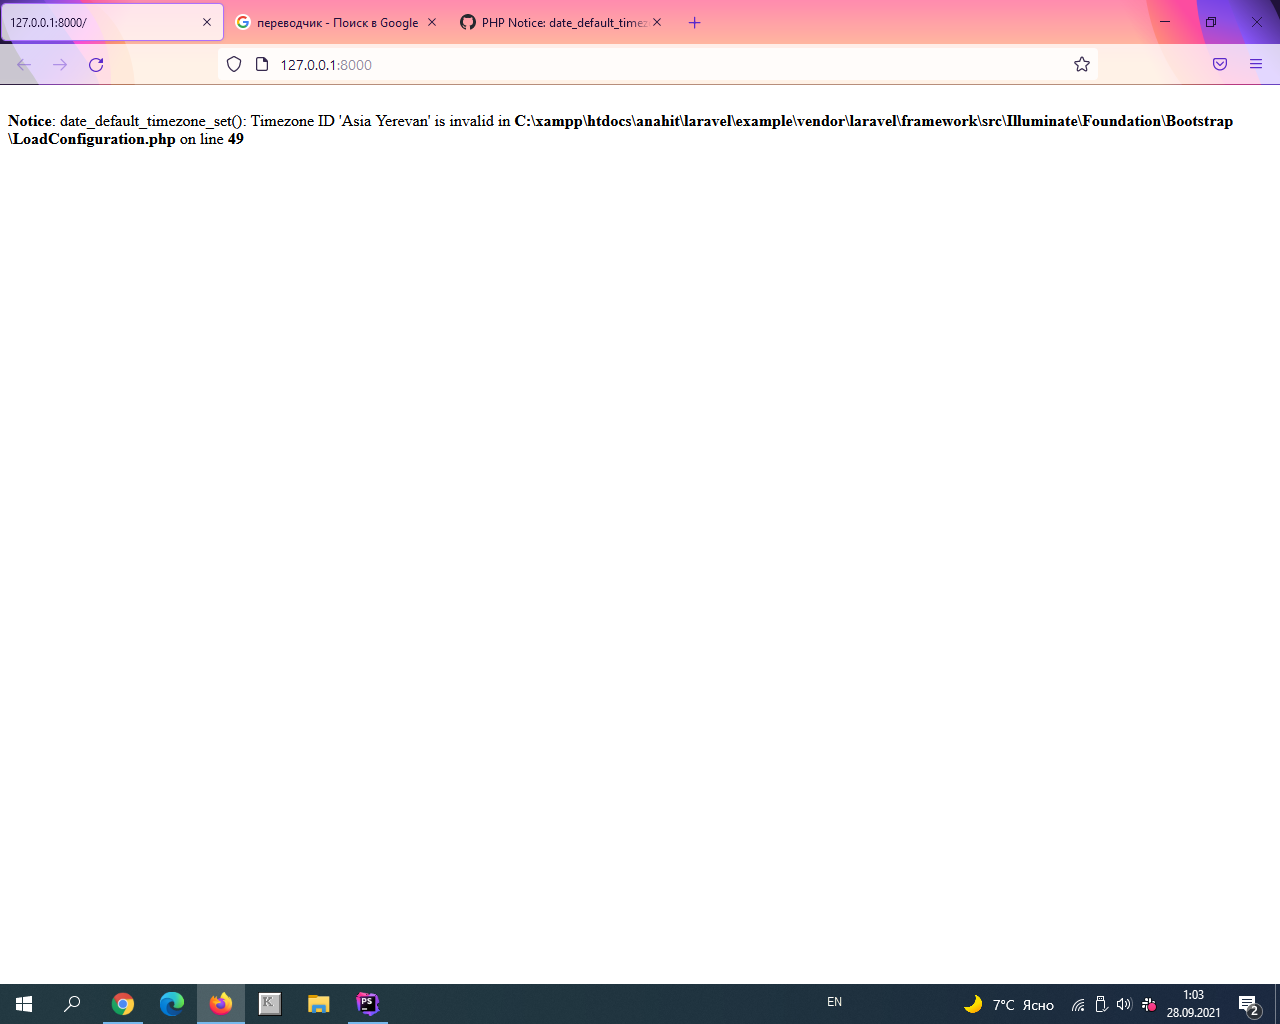 127.0.0.1:8000/
переводчик - Поиск в Google
PHP Notice: date_default_timez
127.0.0.1:8000
Notice: date_default_timezone_set(): Timezone ID 'Asia Yerevan' is invalid in C:\xampp\htdocs\anahit\laravel\example\vendor\laravel\framework\src\Illuminate\Foundation\Bootstrap
\LoadConfiguration.php on line 49
K
PS
EN
7°C Ясно
1:03
28.09.2021
2